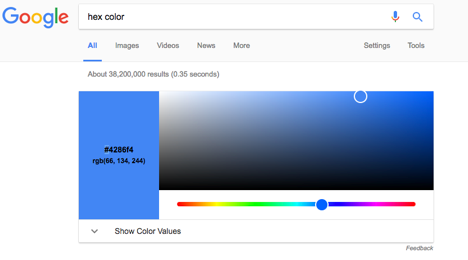 Google
hex color
All Images Videos News More Settings Tools
About 38,200,000 results (0.35 seconds)
#4286f4
rgb(66, 134, 244)
Show Color Values
Feedback